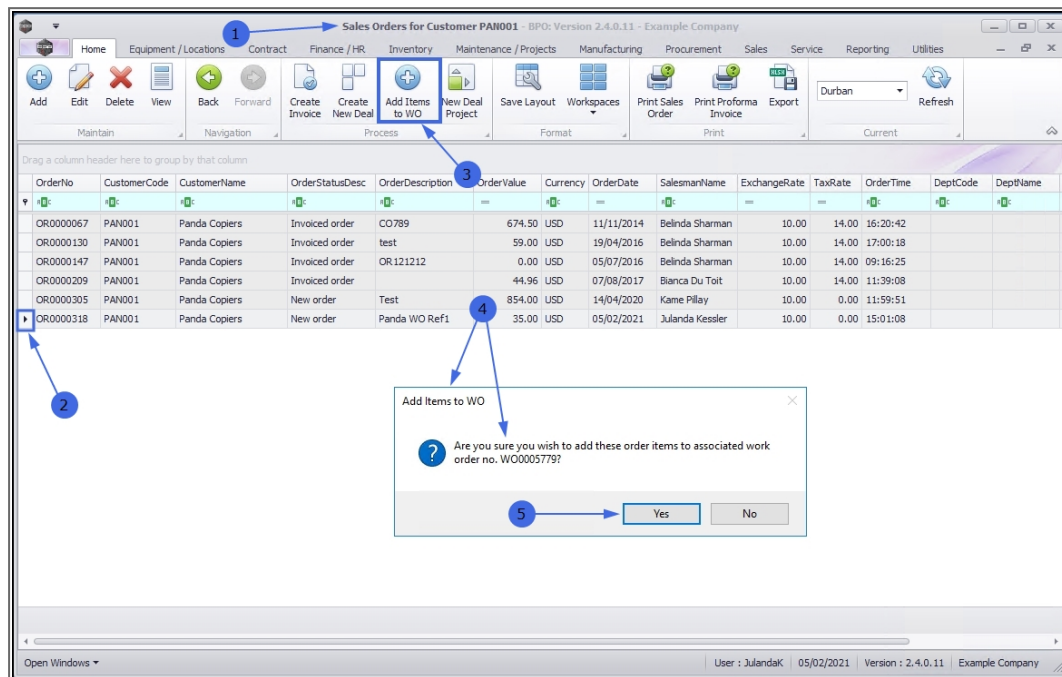 1
Sales Orders for Customer PAN001 - BPO: Version 2.4.0.11 - Example Company
Home Equipment / Locations Contract Finance / HR Inventory Maintenance / Projects Manufacturing Procurement Sales Service Reporting Utilities
Add Edit Delete View Back Forward Create Invoice Create New Deal Add Items to WO New Deal Project Save Layout Workspaces Print Sales Order Print Proforma Invoice Export Durban Refresh
Maintain Navigation Process Format Print Current
3
Drag a column header here to group by that column
OrderNo CustomerCode CustomerName OrderStatusDesc OrderDescription OrderValue Currency OrderDate SalesmanName ExchangeRate TaxRate OrderTime DeptCode DeptName
OR0000067 PAN001 Panda Copiers Invoiced order CO789 674.50 USD 11/11/2014 Belinda Sharman 10.00 14.00 16:20:42
OR0000130 PAN001 Panda Copiers Invoiced order test 59.00 USD 19/04/2016 Belinda Sharman 10.00 14.00 17:00:18
OR0000147 PAN001 Panda Copiers Invoiced order OR121212 0.00 USD 05/07/2016 Belinda Sharman 10.00 14.00 09:16:25
OR0000209 PAN001 Panda Copiers Invoiced order 44.96 USD 07/08/2017 Bianca Du Toit 10.00 14.00 11:39:08
OR0000305 PAN001 Panda Copiers New order Test 854.00 USD 14/04/2020 Kame Pillay 10.00 0.00 11:59:51
OR0000318 PAN001 Panda Copiers New order Panda WO Ref1 35.00 USD 05/02/2021 Julanda Kessler 10.00 0.00 15:01:08
4
2
Add Items to WO
Are you sure you wish to add these order items to associated work
order no. WO0005779?
5
Yes No
Open Windows User : JulandaK 05/02/2021 Version : 2.4.0.11 Example Company